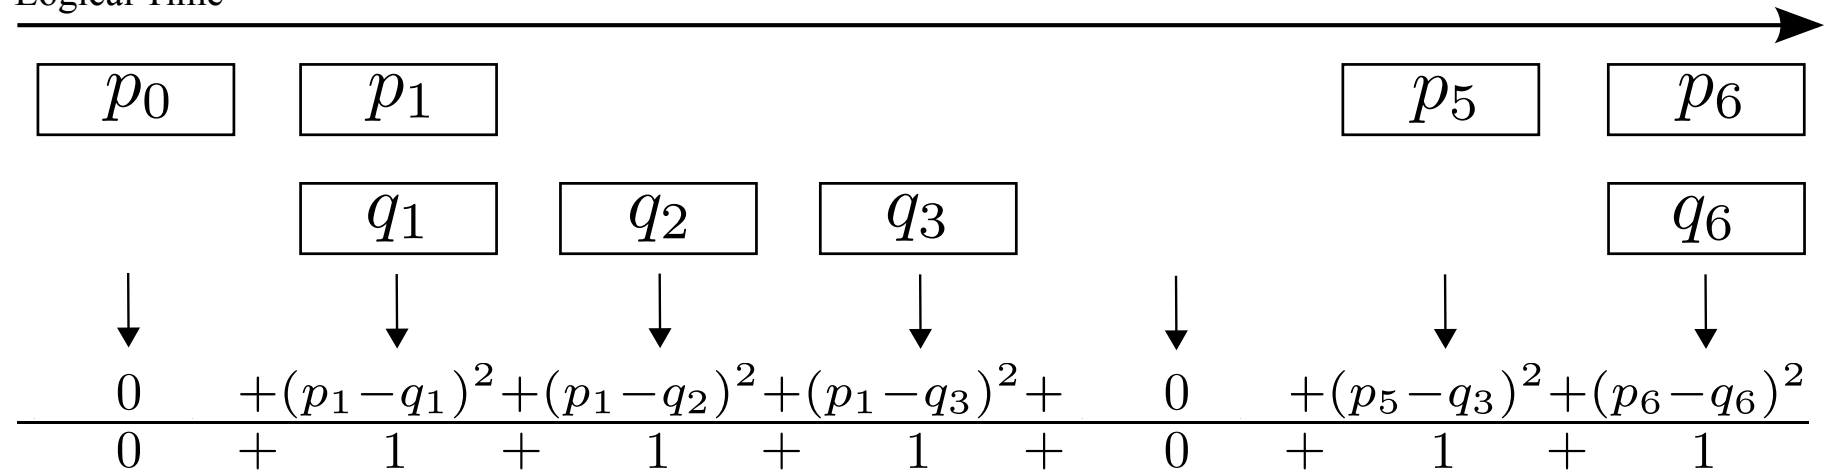 Logical Time
p₀ p₁ p₅ p₆
q₁ q₂ q₃ q₆
0 +(p₁−q₁)²+(p₁−q₂)²+(p₁−q₃)²+ 0 +(p₅−q₃)²+(p₆−q₆)²
0 + 1 + 1 + 1 + 0 + 1 + 1